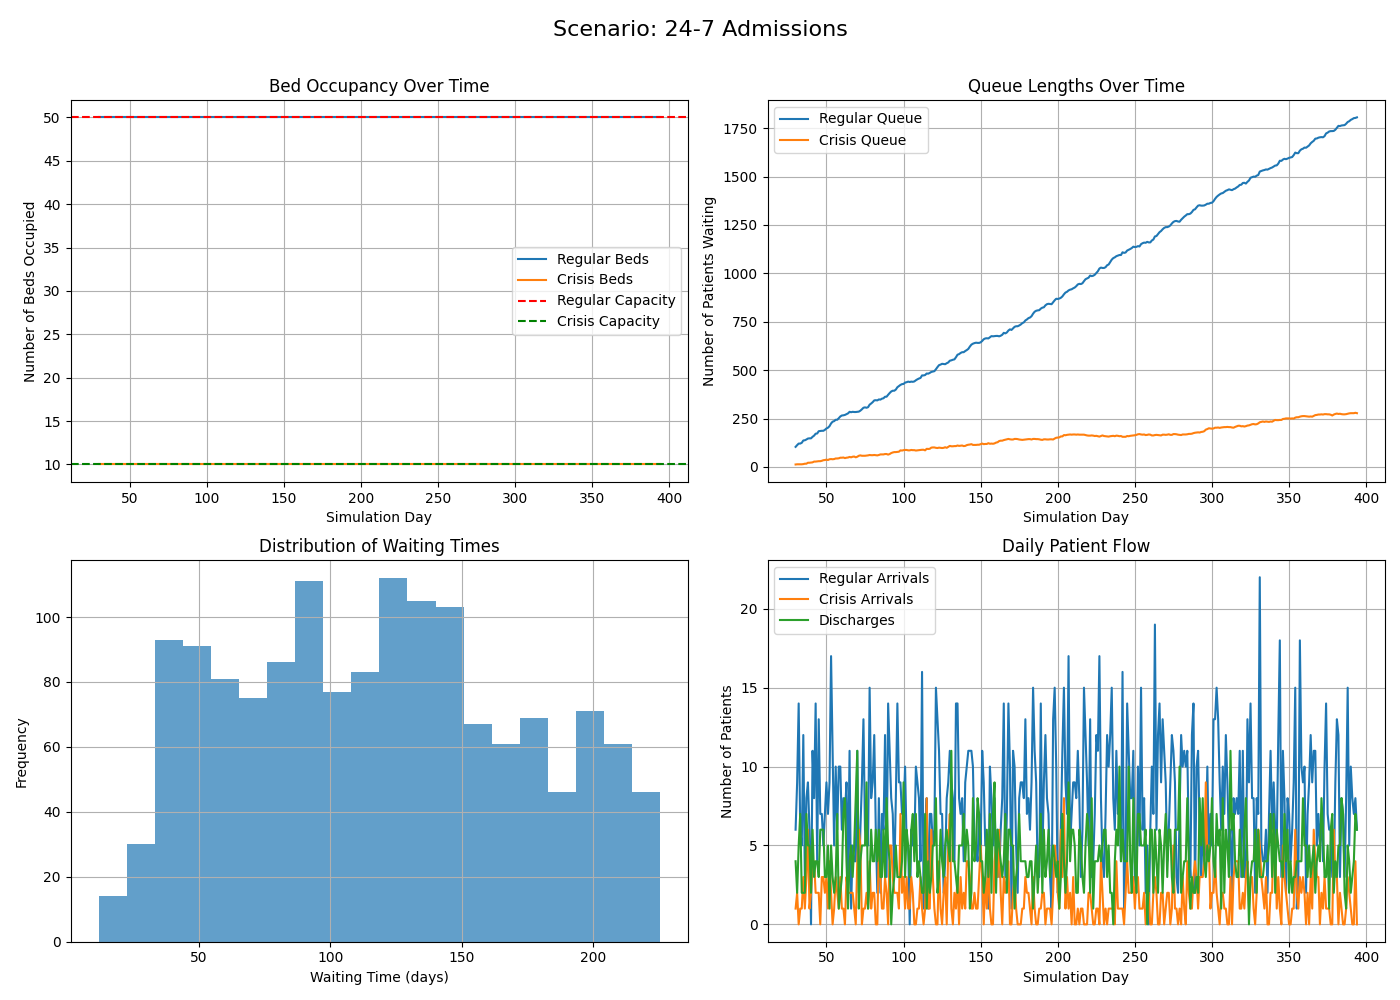 Scenario: 24-7 Admissions
Bed Occupancy Over Time
Number of Beds Occupied
50
45
40
35
30
25
20
15
10
Regular Beds
Crisis Beds
Regular Capacity
Crisis Capacity
50 100 150 200 250 300 350 400
Simulation Day
Queue Lengths Over Time
Number of Patients Waiting
1750
1500
1250
1000
750
500
250
0
Regular Queue
Crisis Queue
50 100 150 200 250 300 350 400
Simulation Day
Distribution of Waiting Times
Frequency
100
80
60
40
20
0
50 100 150 200
Waiting Time (days)
Daily Patient Flow
Number of Patients
20
15
10
5
0
Regular Arrivals
Crisis Arrivals
Discharges
50 100 150 200 250 300 350 400
Simulation Day